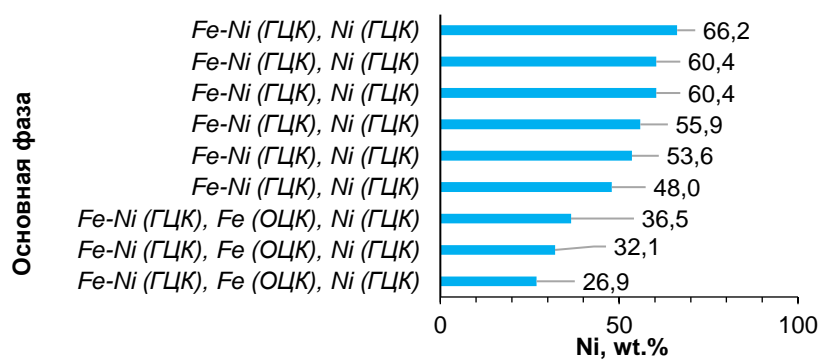 Основная фаза
Fe-Ni (ГЦК), Ni (ГЦК) 66,2
Fe-Ni (ГЦК), Ni (ГЦК) 60,4
Fe-Ni (ГЦК), Ni (ГЦК) 60,4
Fe-Ni (ГЦК), Ni (ГЦК) 55,9
Fe-Ni (ГЦК), Ni (ГЦК) 53,6
Fe-Ni (ГЦК), Ni (ГЦК) 48,0
Fe-Ni (ГЦК), Fe (ОЦК), Ni (ГЦК) 36,5
Fe-Ni (ГЦК), Fe (ОЦК), Ni (ГЦК) 32,1
Fe-Ni (ГЦК), Fe (ОЦК), Ni (ГЦК) 26,9
0 50 100
Ni, wt.%